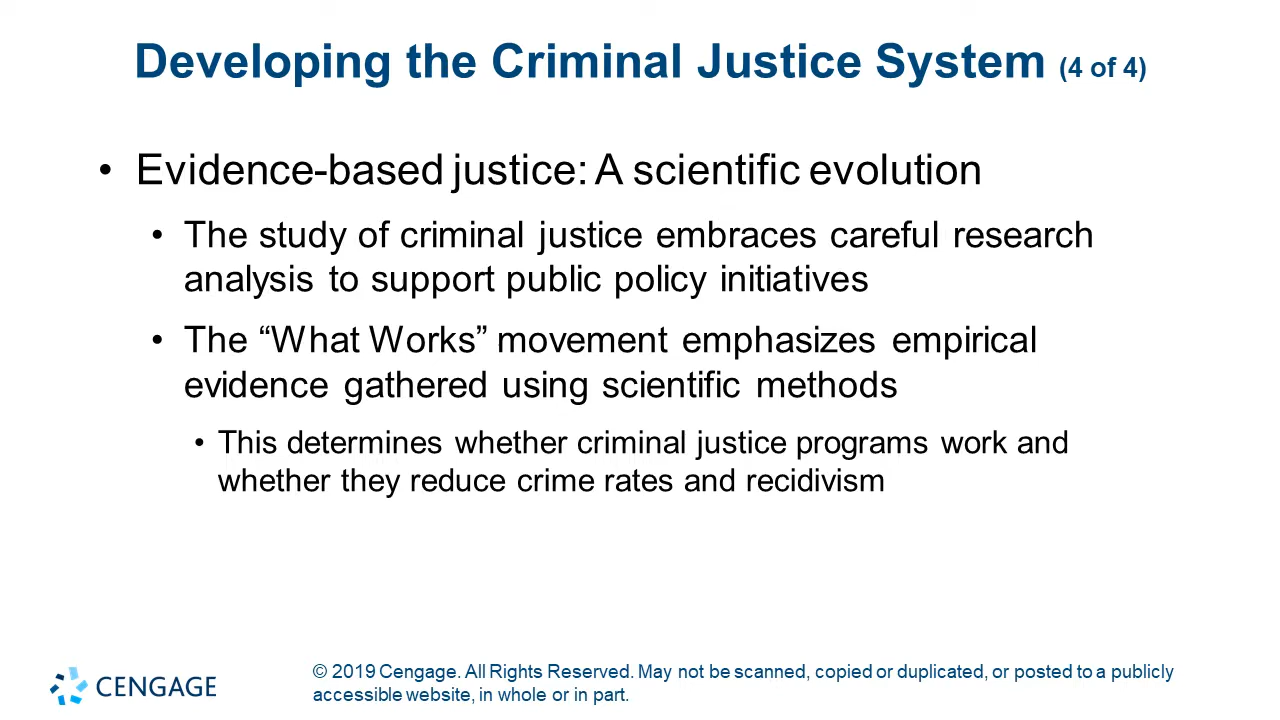 Developing the Criminal Justice System (4 of 4)
• Evidence-based justice: A scientific evolution
• The study of criminal justice embraces careful research
analysis to support public policy initiatives
• The “What Works” movement emphasizes empirical
evidence gathered using scientific methods
• This determines whether criminal justice programs work and
whether they reduce crime rates and recidivism
CENGAGE
© 2019 Cengage. All Rights Reserved. May not be scanned, copied or duplicated, or posted to a publicly
accessible website, in whole or in part.